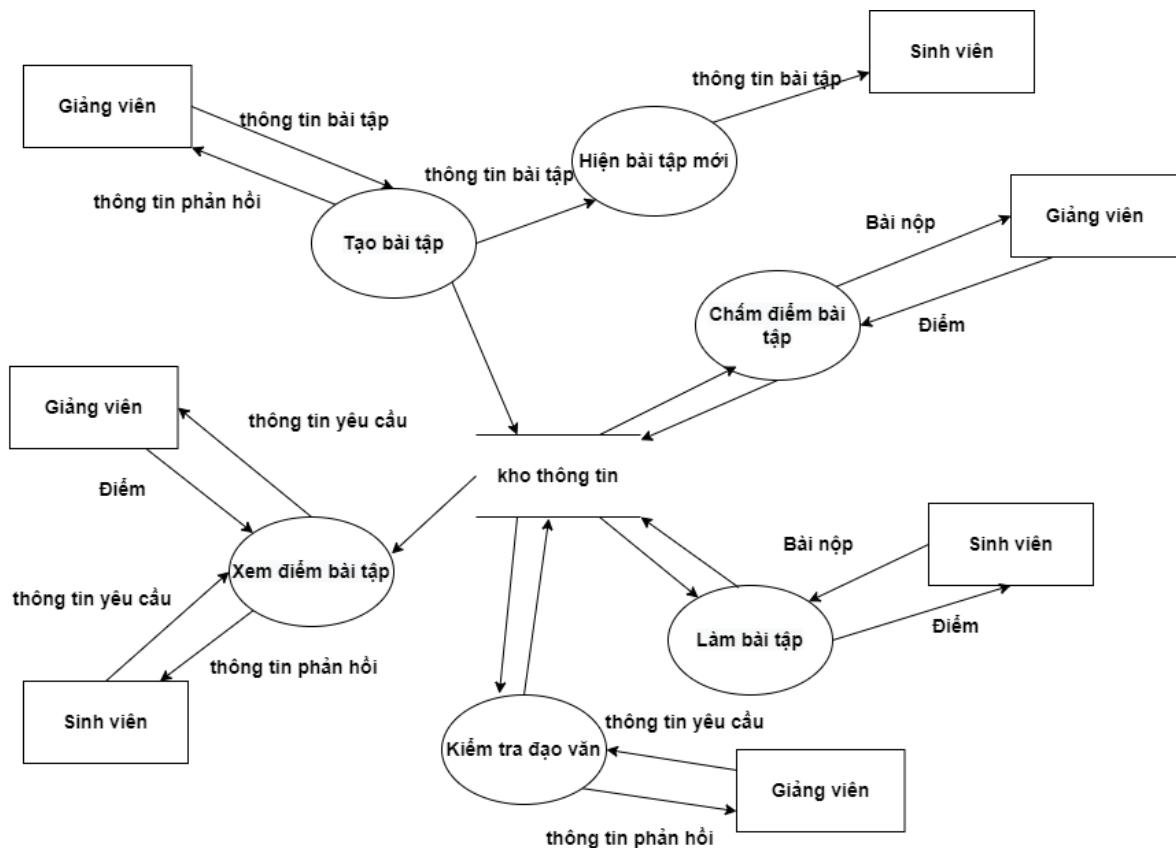 Sinh viên
thông tin bài tập
Giảng viên
thông tin bài tập
Hiện bài tập mới
thông tin bài tập
thông tin phản hồi
Tạo bài tập
Giảng viên
Bài nộp
Chấm điểm bài
tập
Điểm
Giảng viên
thông tin yêu cầu
Điểm
kho thông tin
Xem điểm bài tập
thông tin yêu cầu
thông tin phản hồi
Sinh viên
Bài nộp
Sinh viên
Điểm
Làm bài tập
Kiểm tra đạo văn
thông tin yêu cầu
Giảng viên
thông tin phản hồi